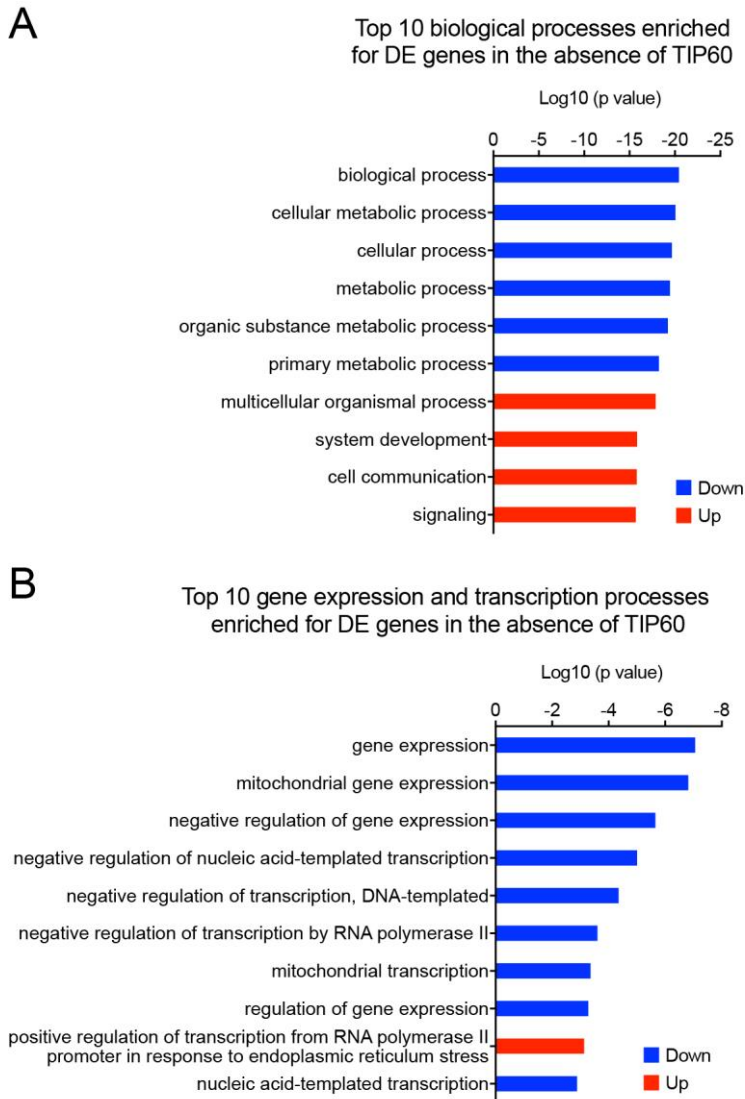 A
Top 10 biological processes enriched
for DE genes in the absence of TIP60
Log10 (p value)
0 -5 -10 -15 -20 -25
biological process
cellular metabolic process
cellular process
metabolic process
organic substance metabolic process
primary metabolic process
multicellular organismal process
system development
cell communication
signaling
Down
Up
B
Top 10 gene expression and transcription processes
enriched for DE genes in the absence of TIP60
Log10 (p value)
0 -2 -4 -6 -8
gene expression
mitochondrial gene expression
negative regulation of gene expression
negative regulation of nucleic acid-templated transcription
negative regulation of transcription, DNA-templated
negative regulation of transcription by RNA polymerase II
mitochondrial transcription
regulation of gene expression
positive regulation of transcription from RNA polymerase II
promoter in response to endoplasmic reticulum stress
nucleic acid-templated transcription
Down
Up